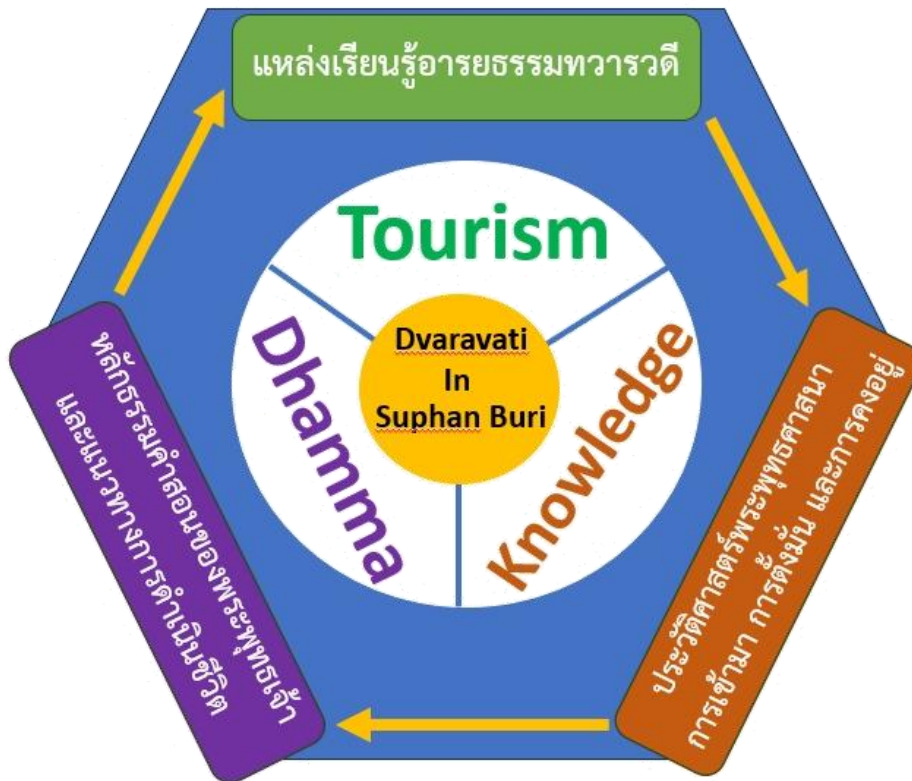 แหล่งเรียนรู้อารยธรรมทวารวดี
Tourism
Dvaravati
In
Suphan Buri
Dhamma
Knowledge
หลักธรรมคำสอนของพระพุทธเจ้า
และแนวทางการดำเนินชีวิต
ประวัติศาสตร์พระพุทธศาสนา
การเข้ามา การตั้งมั่น และการคงอยู่